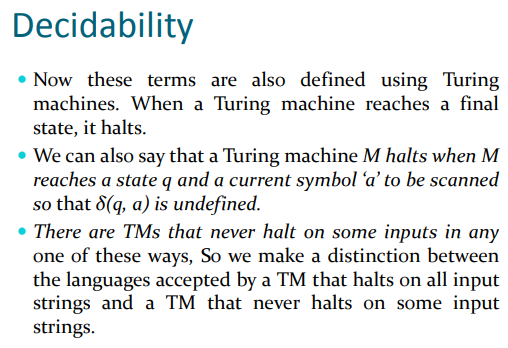 Decidability
• Now these terms are also defined using Turing
machines. When a Turing machine reaches a final
state, it halts.
• We can also say that a Turing machine M halts when M
reaches a state q and a current symbol ‘a’ to be scanned
so that δ(q, a) is undefined.
• There are TMs that never halt on some inputs in any
one of these ways, So we make a distinction between
the languages accepted by a TM that halts on all input
strings and a TM that never halts on some input
strings.